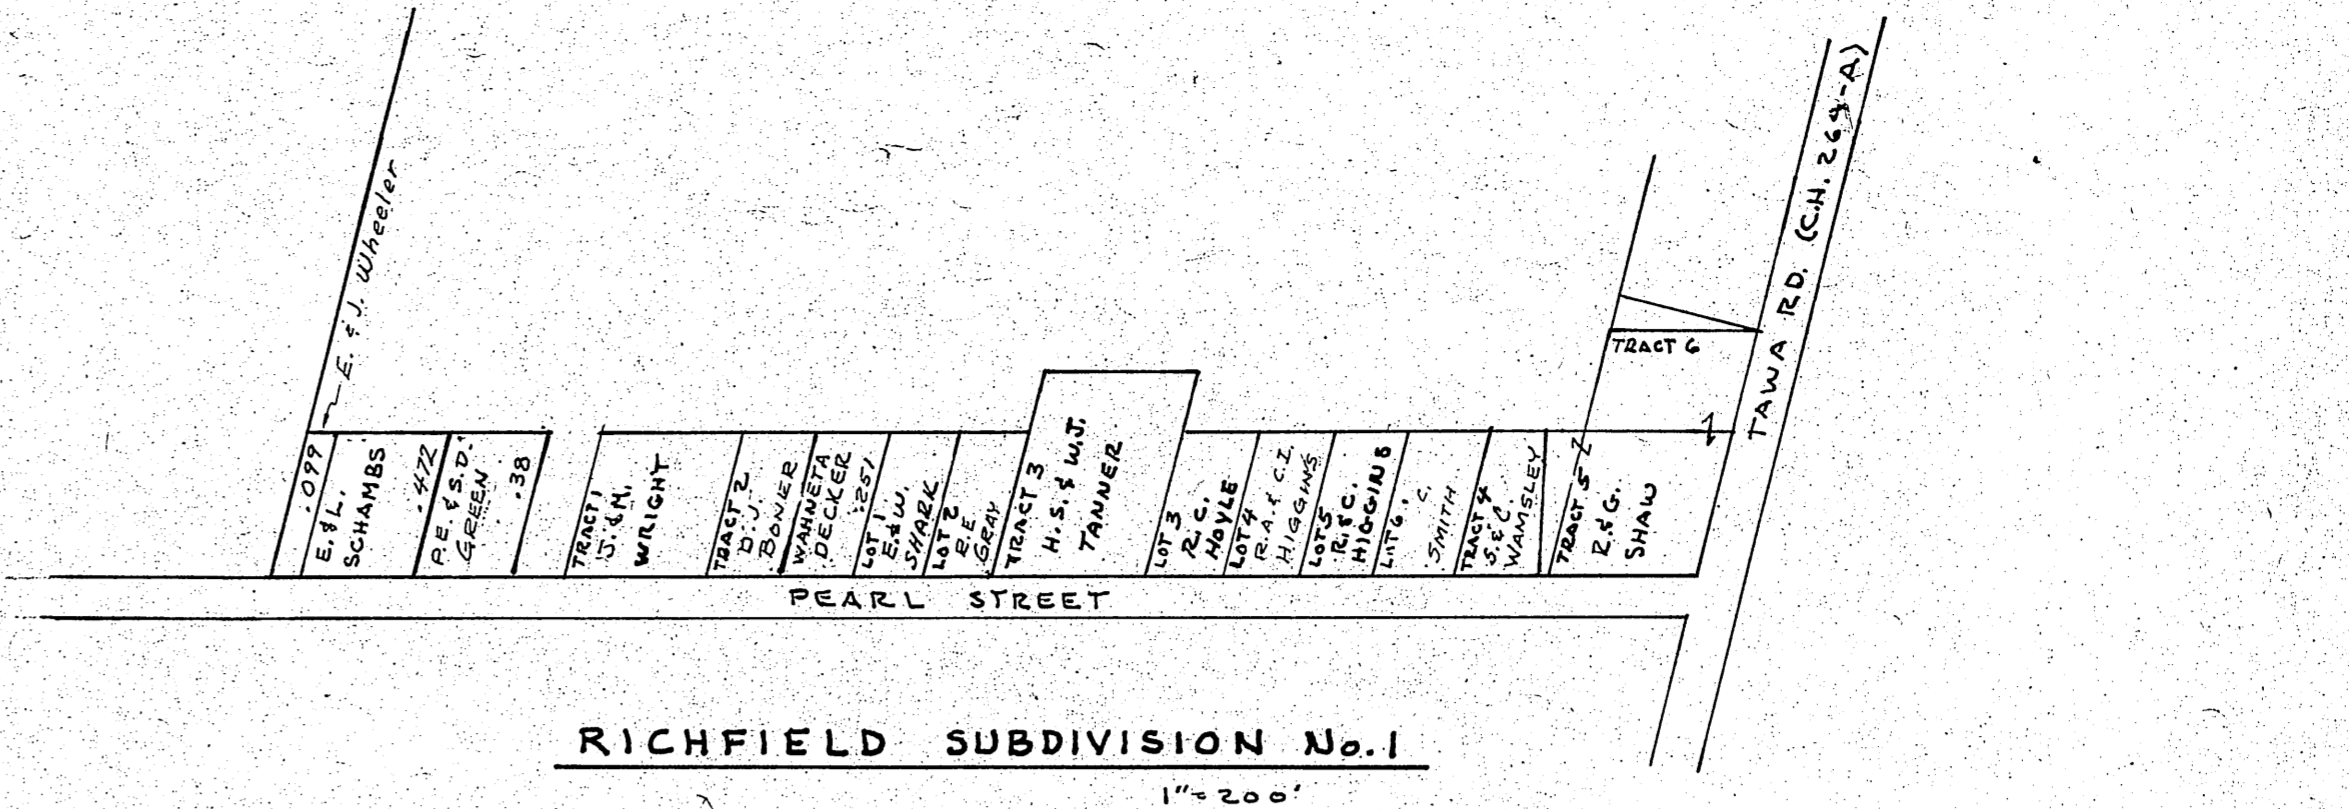 E. & J. Wheeler
.099
E. & L.
SCHAMBS
.472
P.E. & S.D.
GREEN
.38
TRACT 1
J. & M.
WRIGHT
TRACT 2
D. J.
BONER
WAHNETA
DECKER
.251
LOT 1
E. & W.
SHARK
LOT 2
R.E
GRAY
TRACT 3
H. S. & W.J.
TANNER
LOT 3
R. C.
HOYLE
LOT 4
R. A. & C. I.
HIGGINS
LOT 5
R. & C.
HIGGINS
LOT 6.
C.
SMITH
TRACT 4
S. & C.
WAMSLEY
TRACT 5
R. & G.
SHAW
TRACT 6
TAWA RD. (C.H. 264-A)
PEARL STREET
RICHFIELD SUBDIVISION No. 1
1"=200'